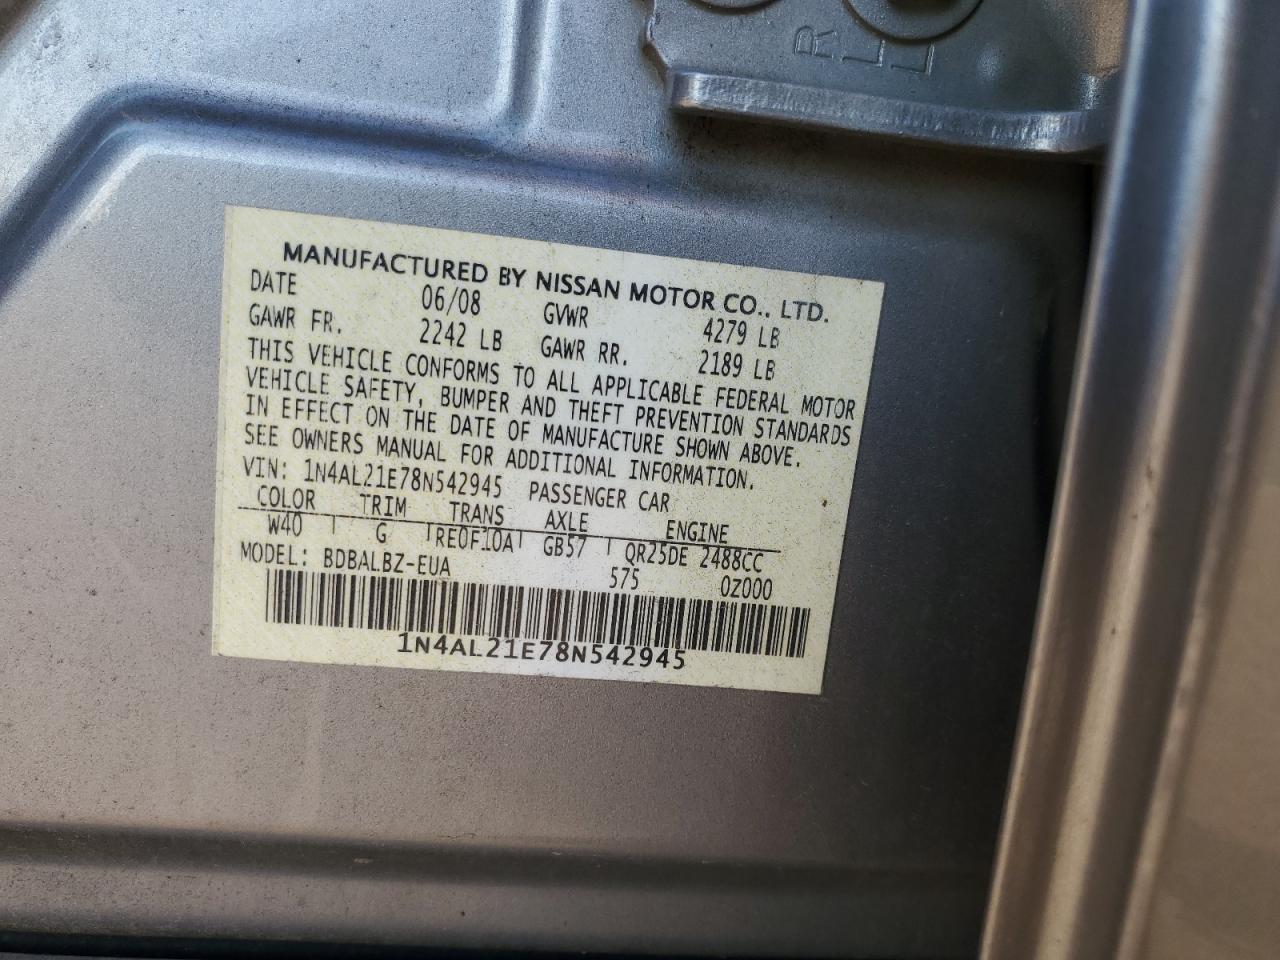 R
L
L
MANUFACTURED BY NISSAN MOTOR CO., LTD.
DATE 06/08 GVWR 4279 LB
GAWR FR. 2242 LB GAWR RR. 2189 LB
THIS VEHICLE CONFORMS TO ALL APPLICABLE FEDERAL MOTOR
VEHICLE SAFETY, BUMPER AND THEFT PREVENTION STANDARDS
IN EFFECT ON THE DATE OF MANUFACTURE SHOWN ABOVE.
SEE OWNERS MANUAL FOR ADDITIONAL INFORMATION.
VIN: 1N4AL21E78N542945 PASSENGER CAR
COLOR TRIM TRANS AXLE ENGINE
W40 G RE0F10A GB57 QR25DE 2488CC
MODEL: BDBALBZ-EUA 575 0Z000
1N4AL21E78N542945